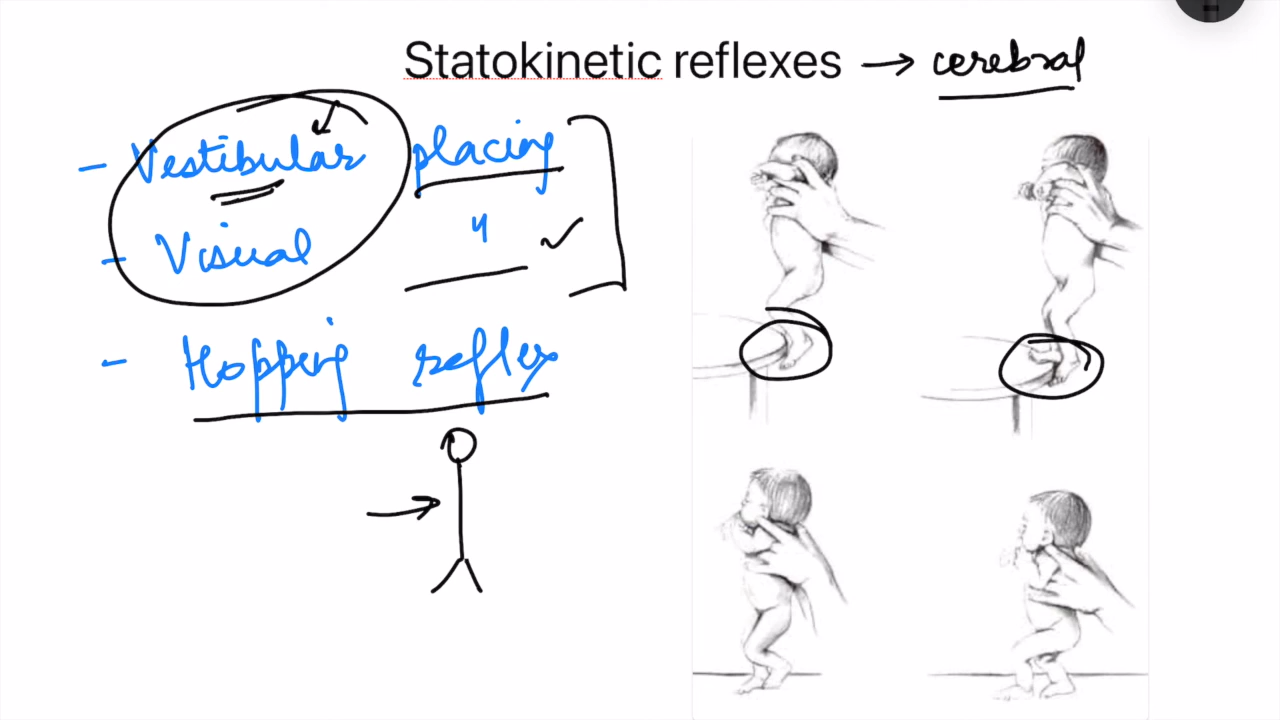 Statokinetic reflexes → cerebral
- Vestibular placing
- Visual 〃
- Hopping reflex